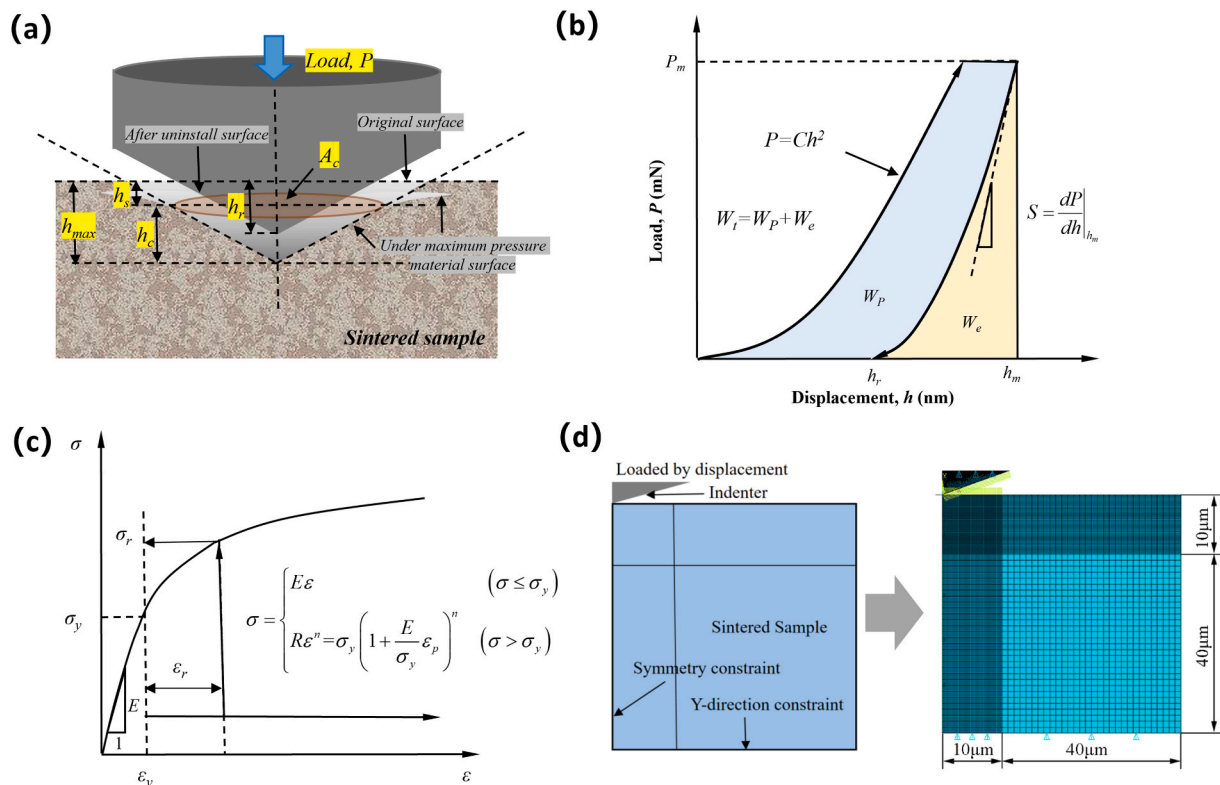 (a)
Load, P
After uninstall surface
Original surface
A_c
h_s
h_r
h_max
h_c
Under maximum pressure
material surface
Sintered sample
(b)
P_m
P=Ch^2
W_t=W_P+W_e
S = dP/dh|_{h_m}
W_P
W_e
h_r
h_m
Load, P (mN)
Displacement, h (nm)
(c)
σ
σ_r
σ_y
σ = { Eε (σ ≤ σ_y)
Rε^n = σ_y (1 + E/σ_y ε_p)^n (σ > σ_y)
ε_r
E
1
ε_y
ε
(d)
Loaded by displacement
Indenter
Sintered Sample
Symmetry constraint
Y-direction constraint
10μm
40μm
10μm
40μm